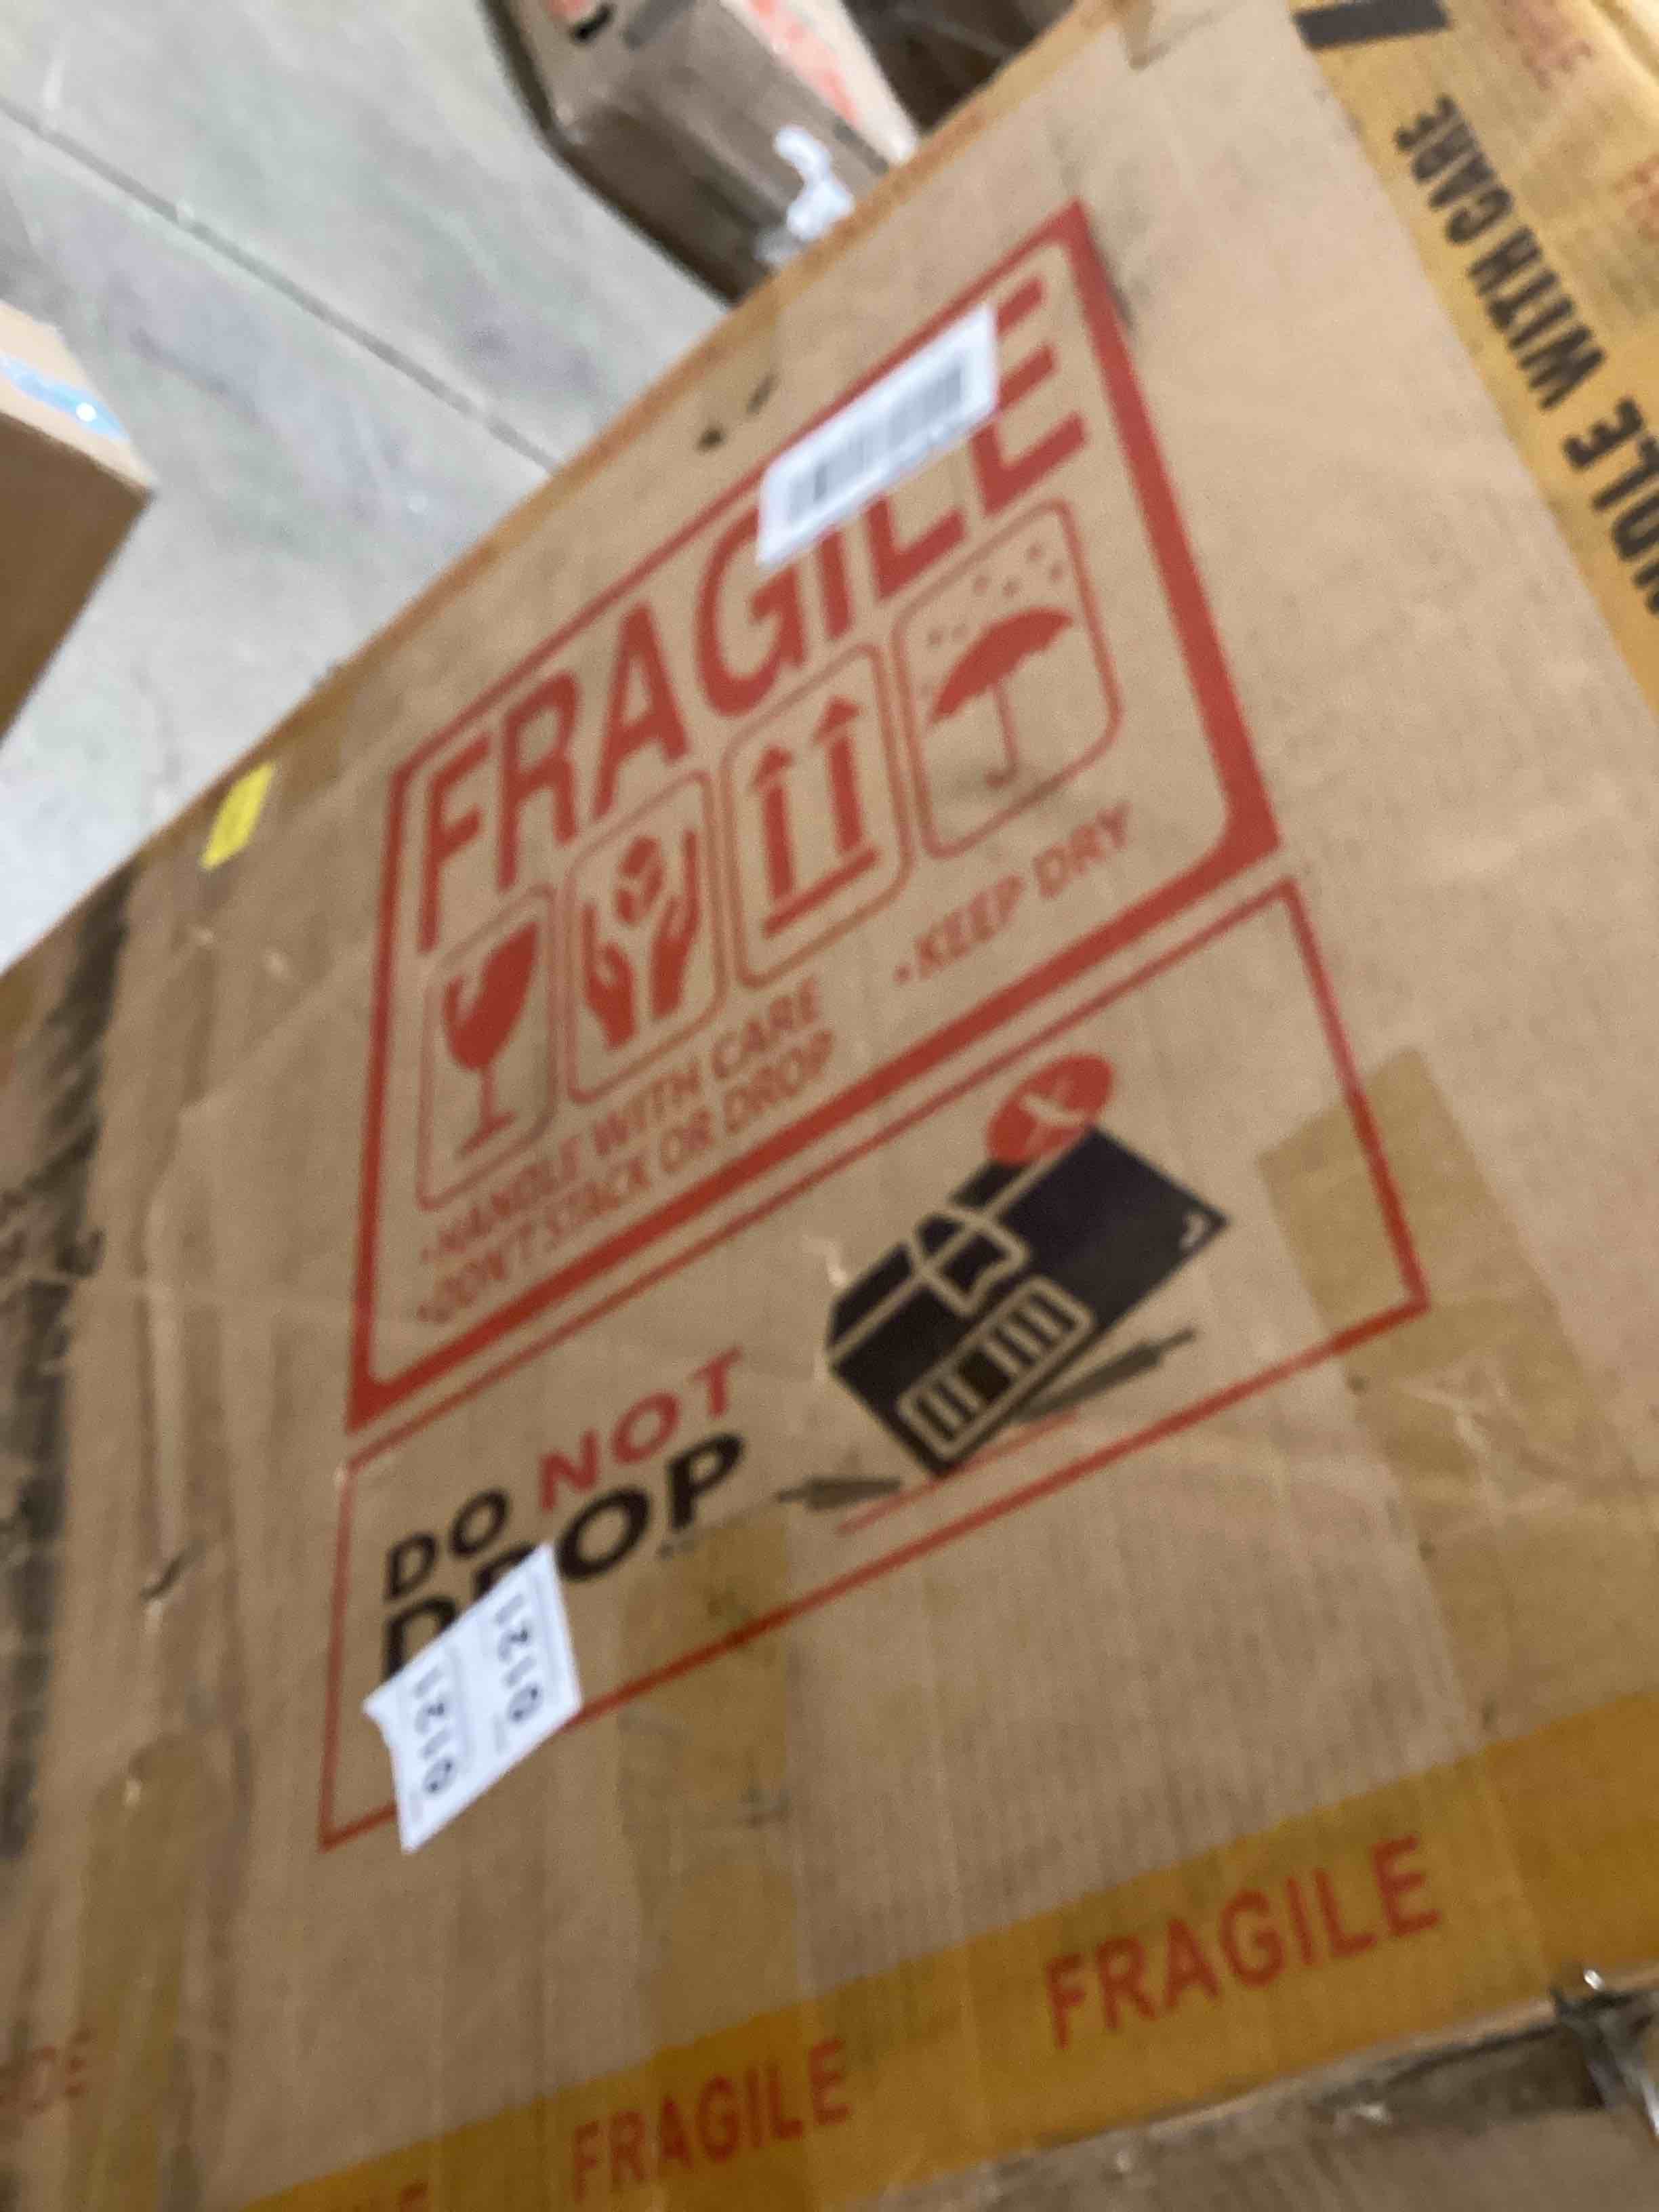 FRAGILE
•HANDLE WITH CARE
•DON'T STACK OR DROP
•KEEP DRY
DO NOT
DROP
0121
0121
HANDLE WITH CARE
FRAGILE
FRAGILE